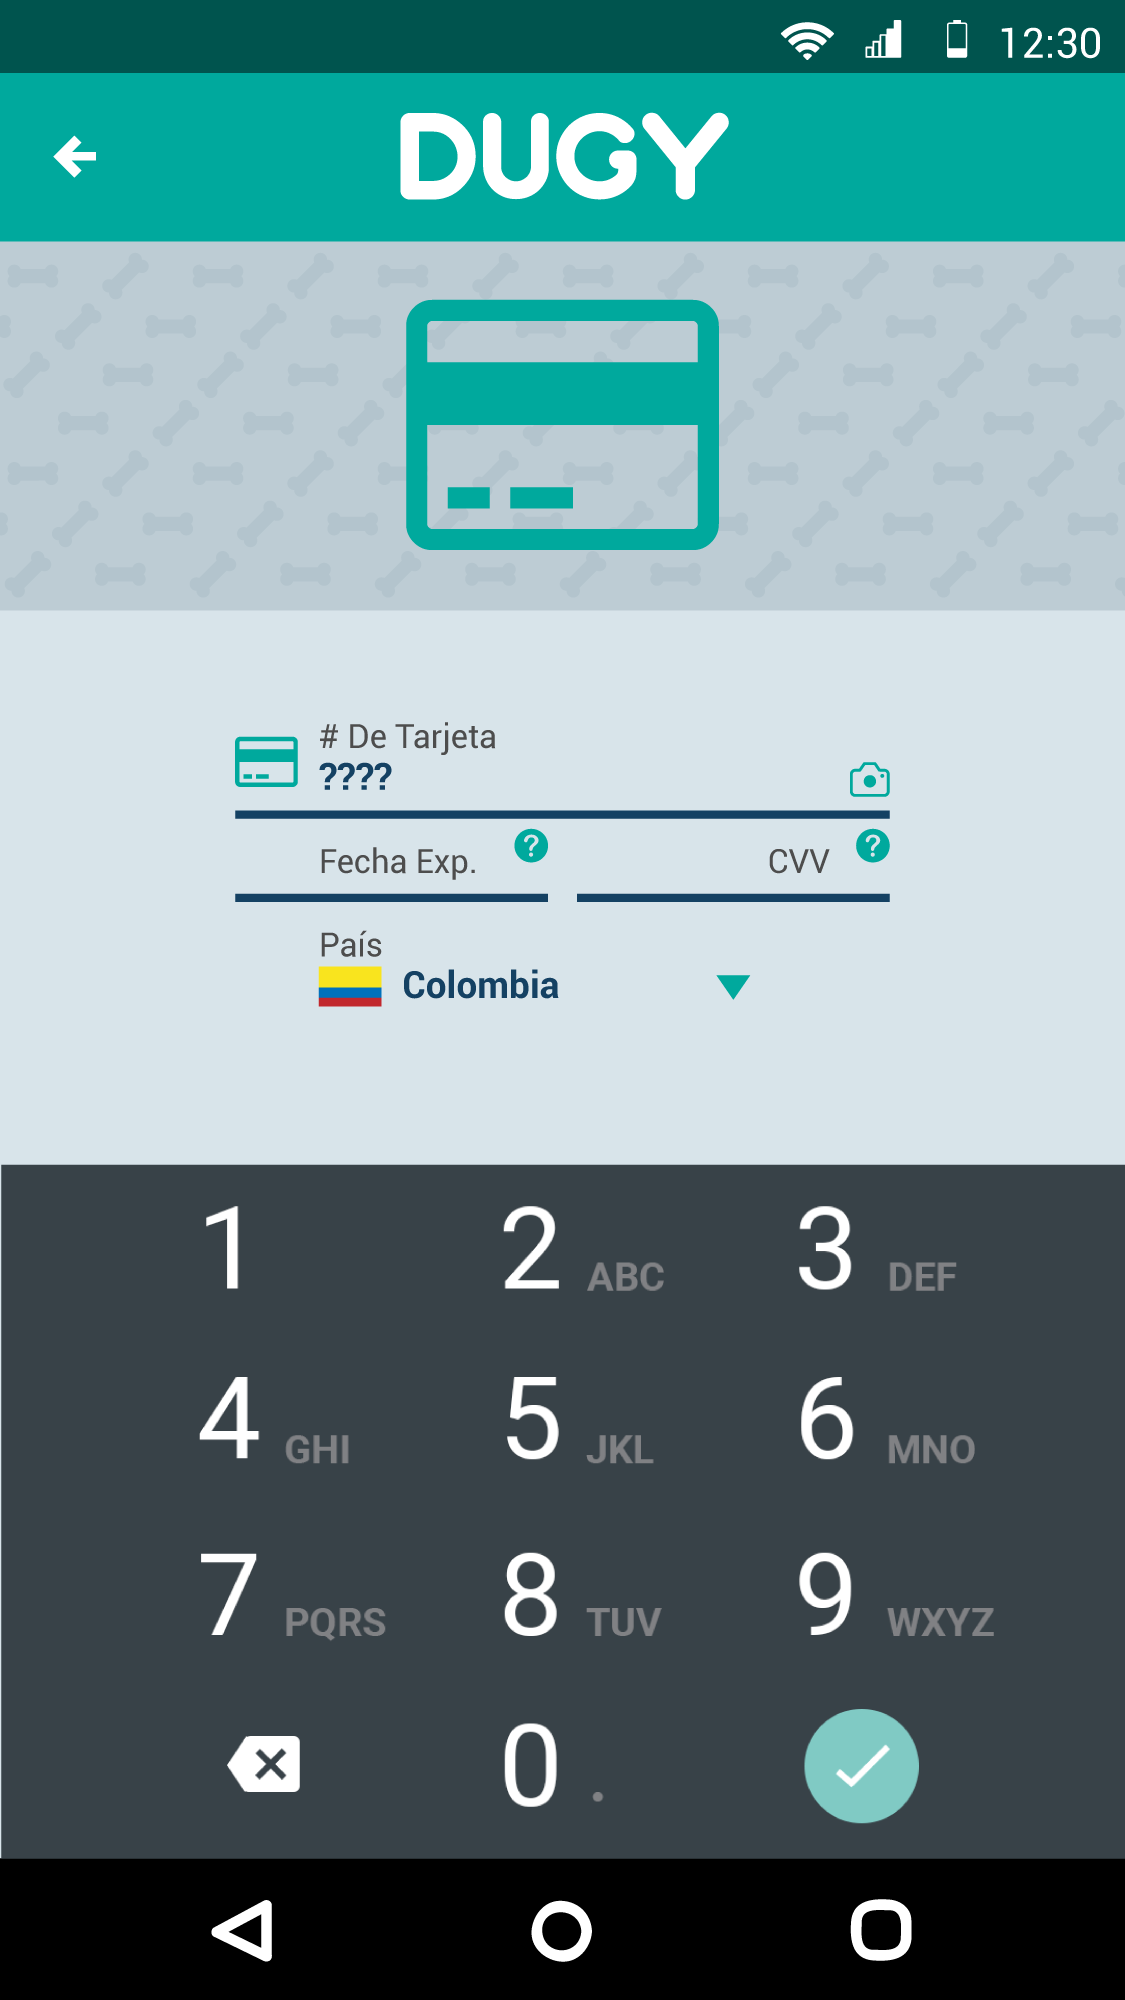 12:30
DUGY
# De Tarjeta
????
Fecha Exp. ?
CVV ?
País
Colombia
1
2 ABC
3 DEF
4 GHI
5 JKL
6 MNO
7 PQRS
8 TUV
9 WXYZ
0 .